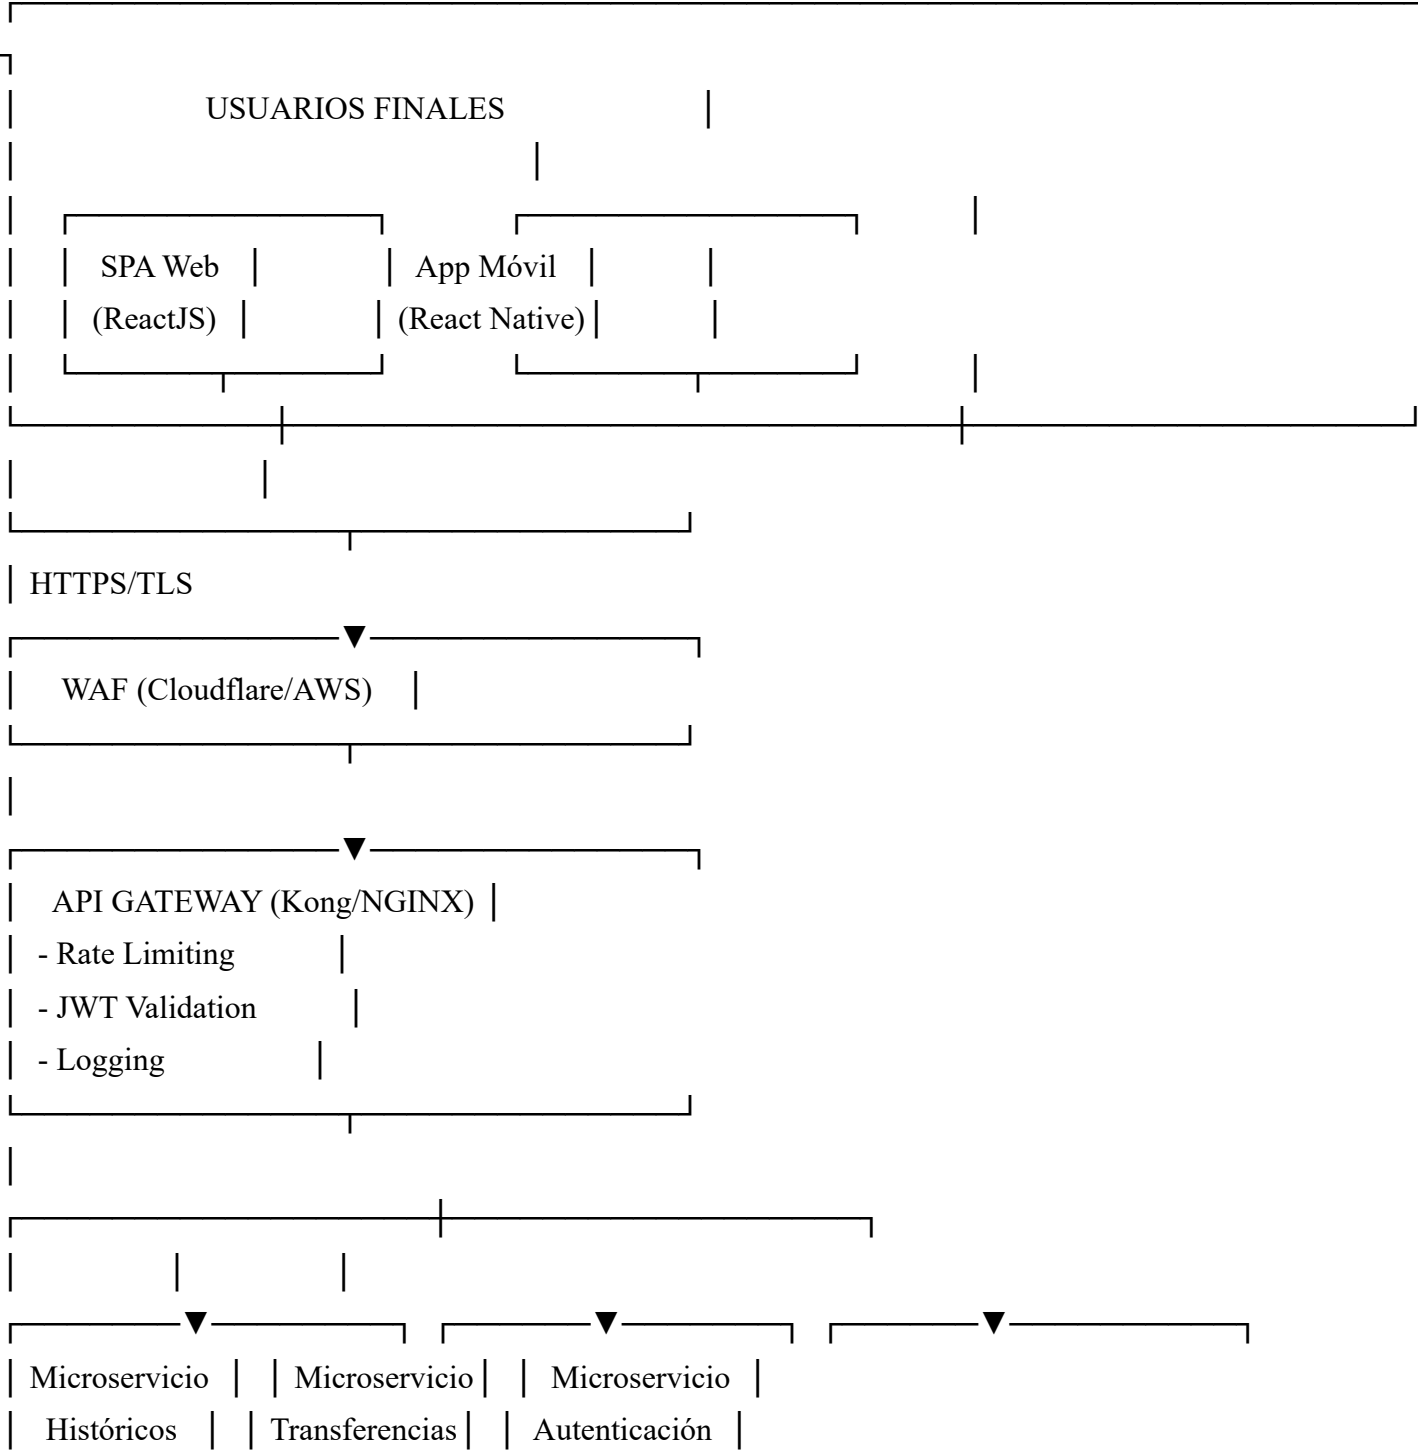 USUARIOS FINALES
SPA Web App Móvil
(ReactJS) (React Native)
HTTPS/TLS
▼
WAF (Cloudflare/AWS)
▼
API GATEWAY (Kong/NGINX)
- Rate Limiting
- JWT Validation
- Logging
▼ ▼ ▼
Microservicio Microservicio Microservicio
Históricos Transferencias Autenticación